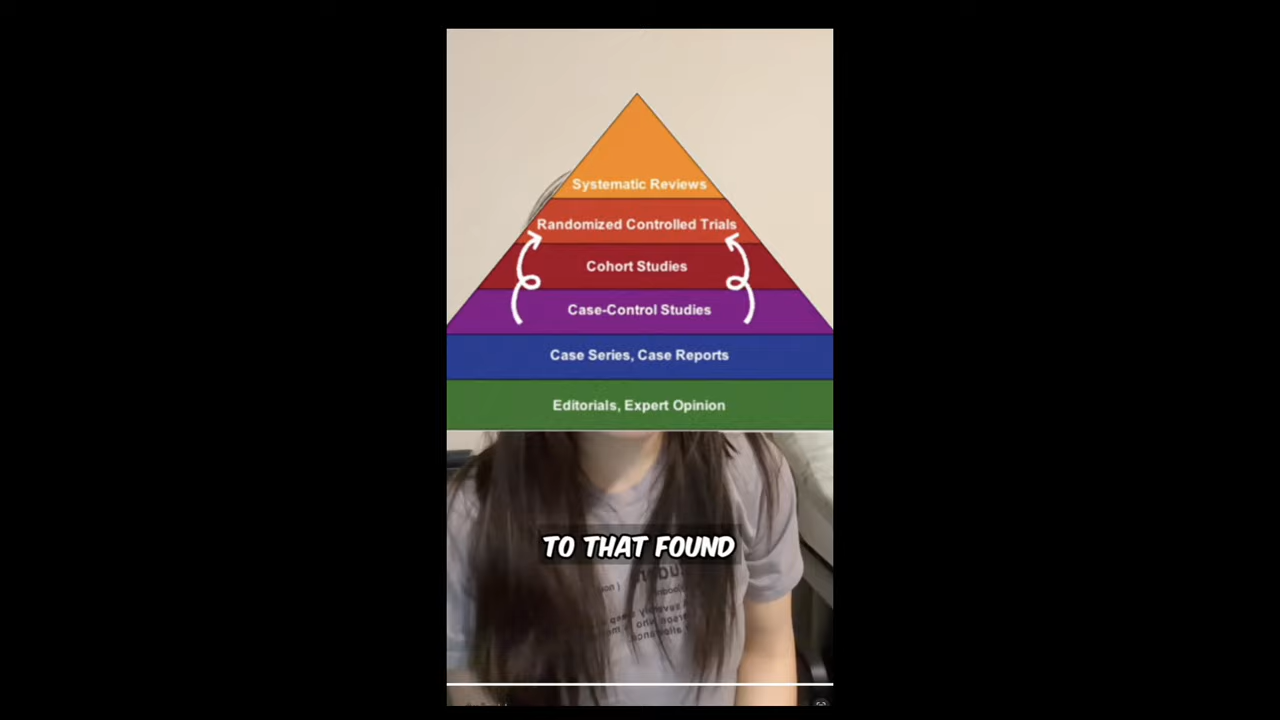 Systematic Reviews
Randomized Controlled Trials
Cohort Studies
Case-Control Studies
Case Series, Case Reports
Editorials, Expert Opinion
TO THAT FOUND